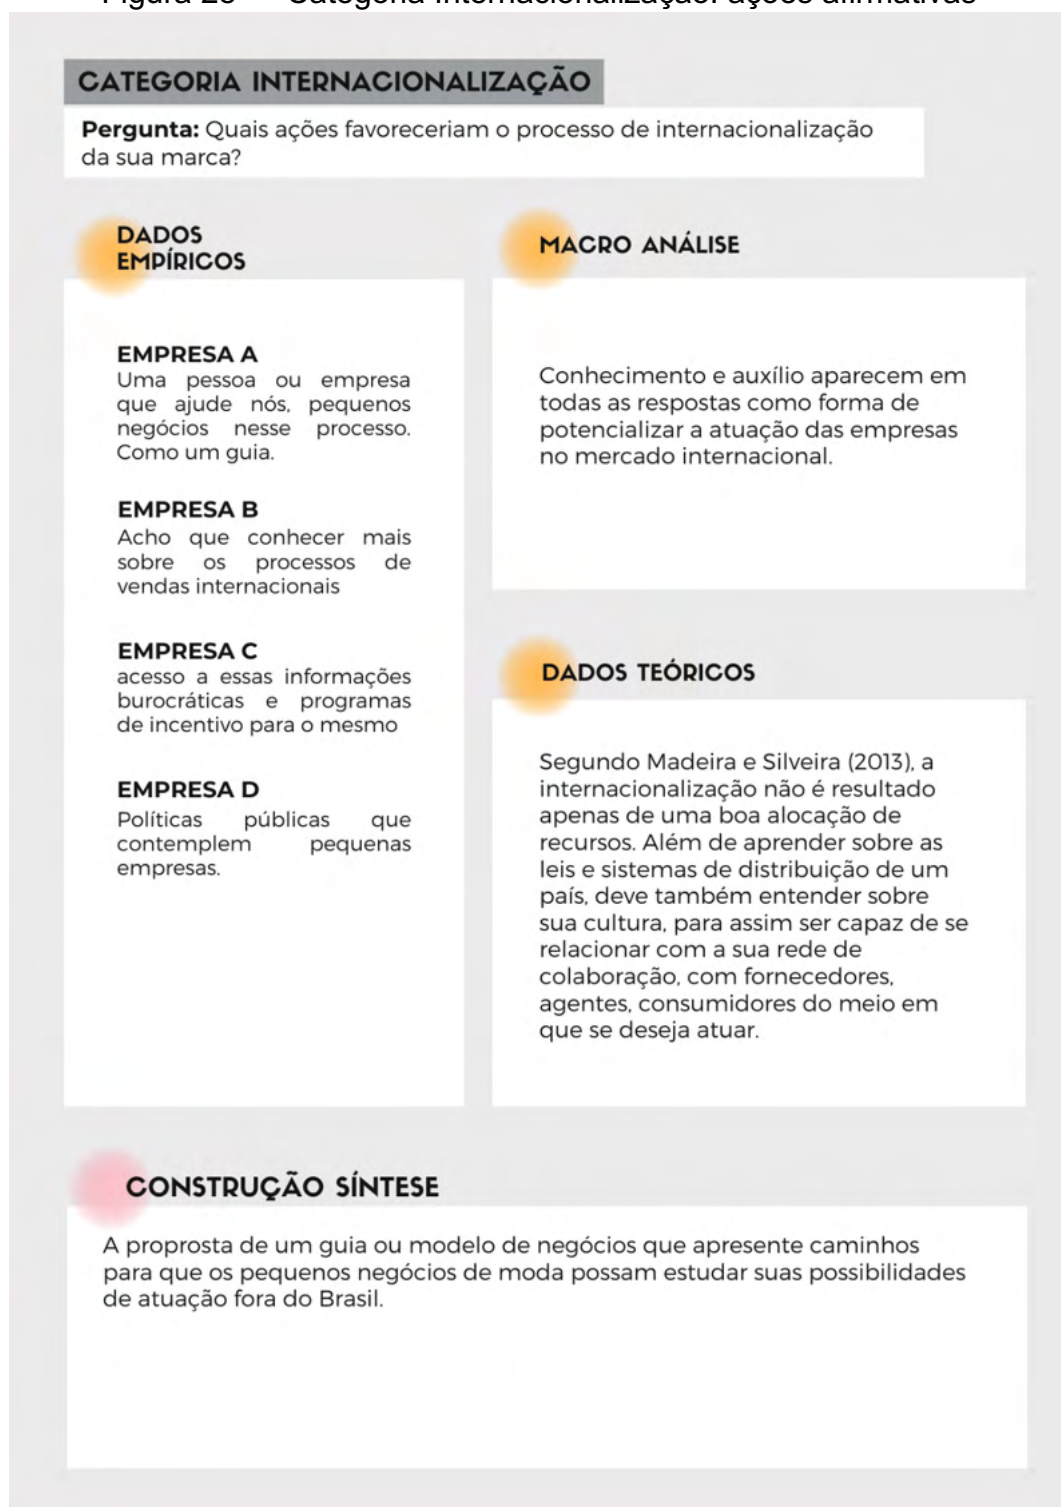 Categoria Internacionalização: ações afirmativas
CATEGORIA INTERNACIONALIZAÇÃO
Pergunta: Quais ações favoreceriam o processo de internacionalização
da sua marca?
DADOS
EMPÍRICOS
EMPRESA A
Uma pessoa ou empresa
que ajude nós, pequenos
negócios nesse processo.
Como um guia.
EMPRESA B
Acho que conhecer mais
sobre os processos de
vendas internacionais
EMPRESA C
acesso a essas informações
burocráticas e programas
de incentivo para o mesmo
EMPRESA D
Políticas públicas que
contemplem pequenas
empresas.
MACRO ANÁLISE
Conhecimento e auxílio aparecem em
todas as respostas como forma de
potencializar a atuação das empresas
no mercado internacional.
DADOS TEÓRICOS
Segundo Madeira e Silveira (2013), a
internacionalização não é resultado
apenas de uma boa alocação de
recursos. Além de aprender sobre as
leis e sistemas de distribuição de um
país, deve também entender sobre
sua cultura, para assim ser capaz de se
relacionar com a sua rede de
colaboração, com fornecedores,
agentes, consumidores do meio em
que se deseja atuar.
CONSTRUÇÃO SÍNTESE
A proprosta de um guia ou modelo de negócios que apresente caminhos
para que os pequenos negócios de moda possam estudar suas possibilidades
de atuação fora do Brasil.